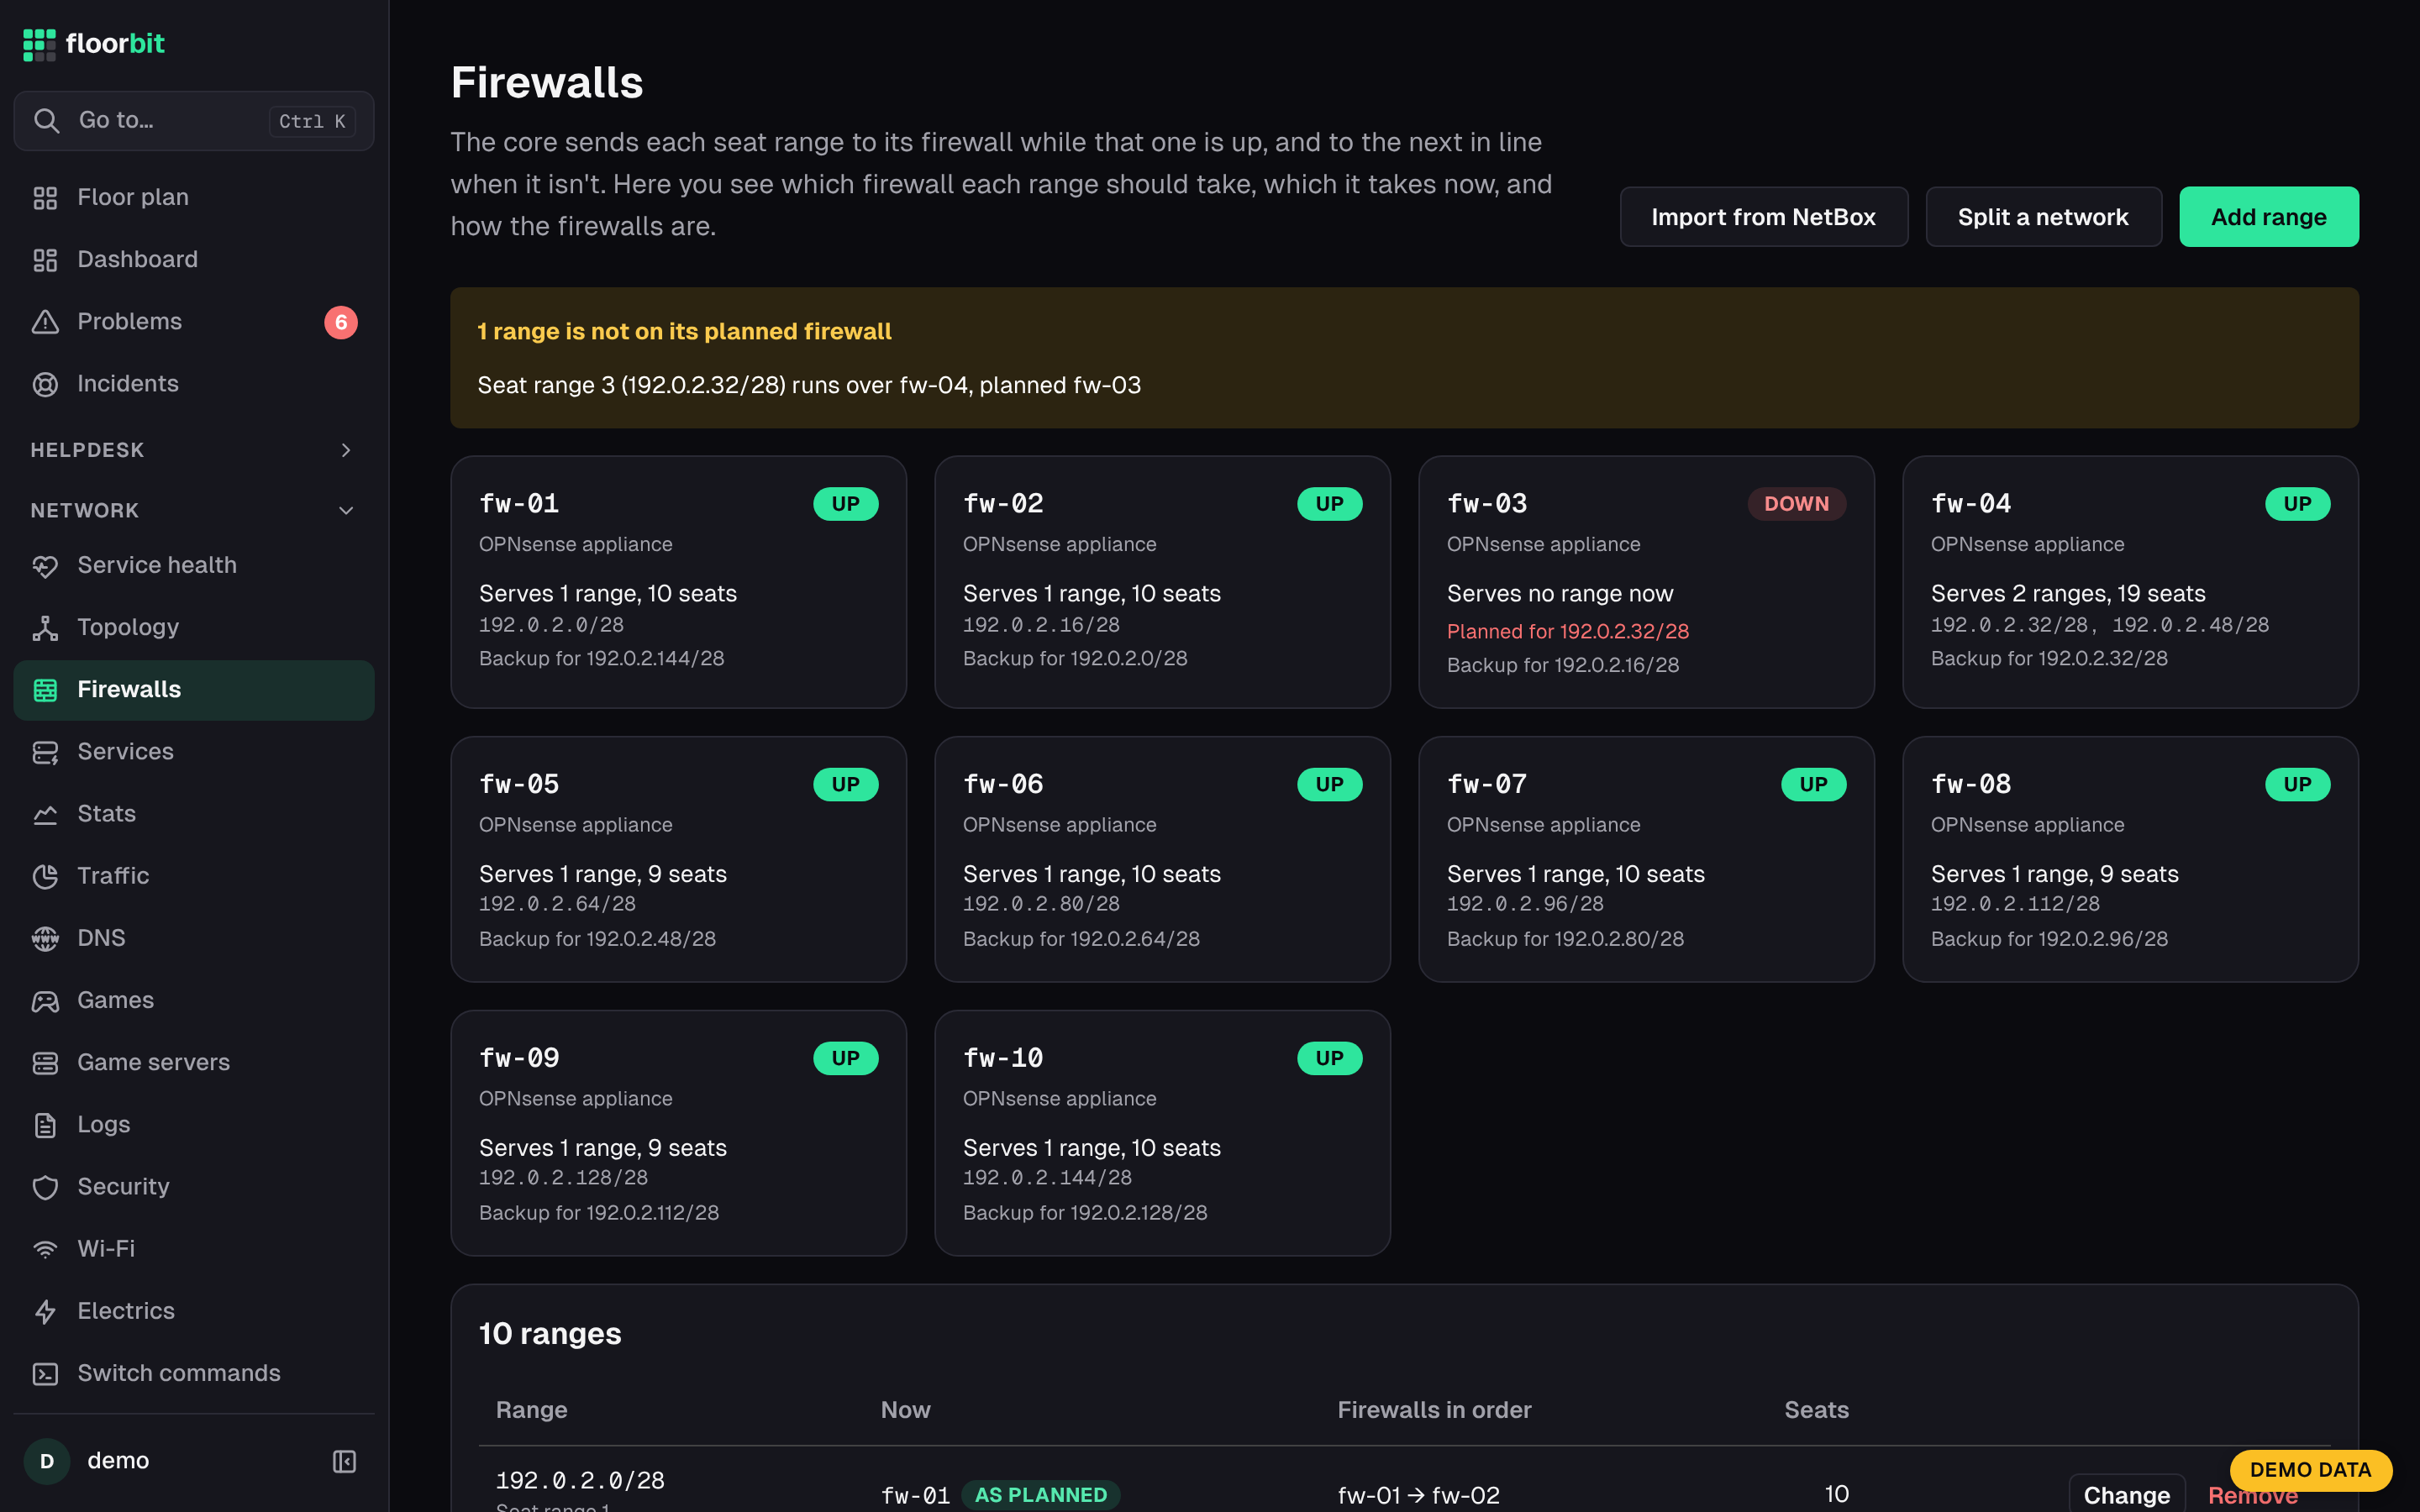 floorbit
Go to...
Ctrl K
Floor plan
Dashboard
Problems
6
Incidents
HELPDESK
NETWORK
Service health
Topology
Firewalls
Services
Stats
Traffic
DNS
Games
Game servers
Logs
Security
Wi-Fi
Electrics
Switch commands
D
demo
Firewalls
The core sends each seat range to its firewall while that one is up, and to the next in line
when it isn't. Here you see which firewall each range should take, which it takes now, and
how the firewalls are.
Import from NetBox
Split a network
Add range
1 range is not on its planned firewall
Seat range 3 (192.0.2.32/28) runs over fw-04, planned fw-03
fw-01
UP
OPNsense appliance
Serves 1 range, 10 seats
192.0.2.0/28
Backup for 192.0.2.144/28
fw-02
UP
OPNsense appliance
Serves 1 range, 10 seats
192.0.2.16/28
Backup for 192.0.2.0/28
fw-03
DOWN
OPNsense appliance
Serves no range now
Planned for 192.0.2.32/28
Backup for 192.0.2.16/28
fw-04
UP
OPNsense appliance
Serves 2 ranges, 19 seats
192.0.2.32/28, 192.0.2.48/28
Backup for 192.0.2.32/28
fw-05
UP
OPNsense appliance
Serves 1 range, 9 seats
192.0.2.64/28
Backup for 192.0.2.48/28
fw-06
UP
OPNsense appliance
Serves 1 range, 10 seats
192.0.2.80/28
Backup for 192.0.2.64/28
fw-07
UP
OPNsense appliance
Serves 1 range, 10 seats
192.0.2.96/28
Backup for 192.0.2.80/28
fw-08
UP
OPNsense appliance
Serves 1 range, 9 seats
192.0.2.112/28
Backup for 192.0.2.96/28
fw-09
UP
OPNsense appliance
Serves 1 range, 9 seats
192.0.2.128/28
Backup for 192.0.2.112/28
fw-10
UP
OPNsense appliance
Serves 1 range, 10 seats
192.0.2.144/28
Backup for 192.0.2.128/28
10 ranges
Range
Now
Firewalls in order
Seats
192.0.2.0/28
Seat range 1
fw-01
AS PLANNED
fw-01 → fw-02
10
Change
Remove
DEMO DATA